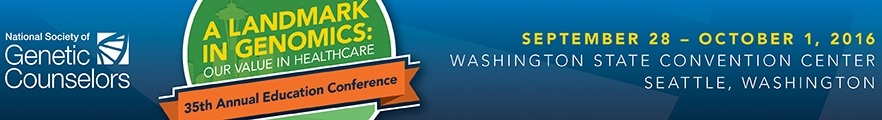 National Society of
Genetic
Counselors
A LANDMARK
IN GENOMICS:
OUR VALUE IN HEALTHCARE
35th Annual Education Conference
SEPTEMBER 28 – OCTOBER 1, 2016
WASHINGTON STATE CONVENTION CENTER
SEATTLE, WASHINGTON